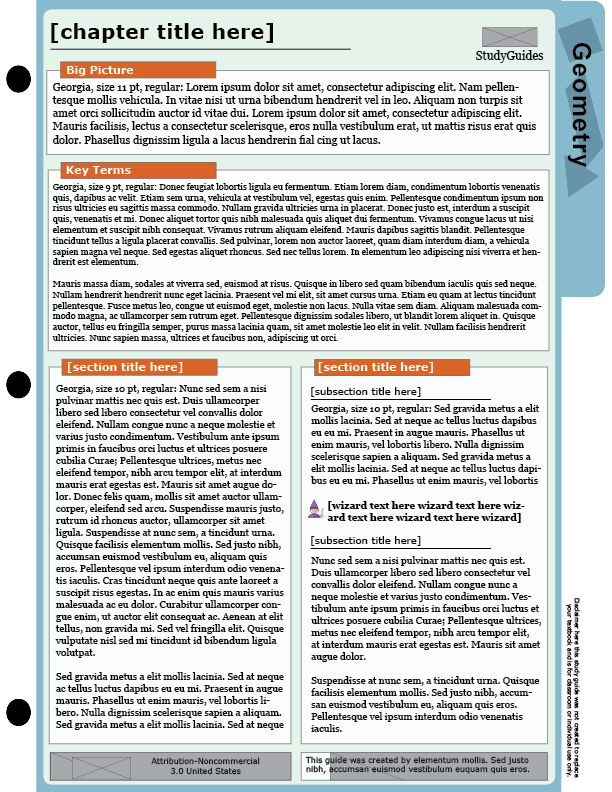 [chapter title here]
StudyGuides
Geometry
Big Picture
Georgia, size 11 pt, regular: Lorem ipsum dolor sit amet, consectetur adipiscing elit. Nam pellen-
tesque mollis vehicula. In vitae nisi ut urna bibendum hendrerit vel in leo. Aliquam non turpis sit
amet orci sollicitudin auctor id vitae dui. Lorem ipsum dolor sit amet, consectetur adipiscing elit.
Mauris facilisis, lectus a consectetur scelerisque, eros nulla vestibulum erat, ut mattis risus erat quis
dolor. Phasellus dignissim ligula a lacus hendrerin fial cing ut lacus.
Key Terms
Georgia, size 9 pt, regular: Donec feugiat lobortis ligula eu fermentum. Etiam lorem diam, condimentum lobortis venenatis
quis, dapibus ac velit. Etiam sem urna, vehicula at vestibulum vel, egestas quis enim. Pellentesque condimentum ipsum non
risus ultricies eu sagittis massa commodo. Nullam gravida ultricies urna in placerat. Donec justo est, interdum a suscipit
quis, venenatis et mi. Donec aliquet tortor quis nibh malesuada quis aliquet dui fermentum. Vivamus congue lacus ut nisi
elementum et suscipit nibh consequat. Vivamus rutrum aliquam eleifend. Mauris dapibus sagittis blandit. Pellentesque
tincidunt tellus a ligula placerat convallis. Sed pulvinar, lorem non auctor laoreet, quam diam interdum diam, a vehicula
sapien magna vel neque. Sed egestas aliquet rhoncus. Sed nec tellus lorem. In elementum leo adipiscing nisi viverra et hen-
drerit est elementum.
Mauris massa diam, sodales at viverra sed, euismod at risus. Quisque in libero sed quam bibendum iaculis quis sed neque.
Nullam hendrerit hendrerit nunc eget lacinia. Praesent vel mi elit, sit amet cursus urna. Etiam eu quam at lectus tincidunt
pellentesque. Fusce metus leo, congue ut euismod eget, molestie non lacus. Nulla vitae sem diam. Aliquam malesuada com-
modo magna, ac ullamcorper sem rutrum eget. Pellentesque dignissim sodales libero, ut blandit lorem aliquet in. Quisque
auctor, tellus eu fringilla semper, purus massa lacinia quam, sit amet molestie leo elit in velit. Nullam facilisis hendrerit
ultricies. Nunc sapien massa, ultrices et faucibus non, adipiscing ut orci.
[section title here]
Georgia, size 10 pt, regular: Nunc sed sem a nisi
pulvinar mattis nec quis est. Duis ullamcorper
libero sed libero consectetur vel convallis dolor
eleifend. Nullam congue nunc a neque molestie et
varius justo condimentum. Vestibulum ante ipsum
primis in faucibus orci luctus et ultrices posuere
cubilia Curae; Pellentesque ultrices, metus nec
eleifend tempor, nibh arcu tempor elit, at interdum
mauris erat egestas est. Mauris sit amet augue do-
lor. Donec felis quam, mollis sit amet auctor ullam-
corper, eleifend sed arcu. Suspendisse mauris justo,
rutrum id rhoncus auctor, ullamcorper sit amet
ligula. Suspendisse at nunc sem, a tincidunt urna.
Quisque facilisis elementum mollis. Sed justo nibh,
accumsan euismod vestibulum eu, aliquam quis
eros. Pellentesque vel ipsum interdum odio venena-
tis iaculis. Cras tincidunt neque quis ante laoreet a
suscipit risus egestas. In ac enim quis mauris varius
malesuada ac eu dolor. Curabitur ullamcorper con-
gue enim, ut auctor elit consequat ac. Aenean at elit
tellus, non gravida mi. Sed vel fringilla elit. Quisque
vulputate nisl sed mi tincidunt id bibendum ligula
volutpat.
Sed gravida metus a elit mollis lacinia. Sed at neque
ac tellus luctus dapibus eu eu mi. Praesent in augue
mauris. Phasellus ut enim mauris, vel lobortis li-
bero. Nulla dignissim scelerisque sapien a aliquam.
Sed gravida metus a elit mollis lacinia. Sed at neque
[section title here]
[subsection title here]
Georgia, size 10 pt, regular: Sed gravida metus a elit
mollis lacinia. Sed at neque ac tellus luctus dapibus
eu eu mi. Praesent in augue mauris. Phasellus ut
enim mauris, vel lobortis libero. Nulla dignissim
scelerisque sapien a aliquam. Sed gravida metus a
elit mollis lacinia. Sed at neque ac tellus luctus dapi-
bus eu eu mi. Phasellus ut enim mauris, vel lobortis
[wizard text here wizard text here wiz-
ard text here wizard text here wizard]
[subsection title here]
Nunc sed sem a nisi pulvinar mattis nec quis est.
Duis ullamcorper libero sed libero consectetur vel
convallis dolor eleifend. Nullam congue nunc a
neque molestie et varius justo condimentum. Ves-
tibulum ante ipsum primis in faucibus orci luctus et
ultrices posuere cubilia Curae; Pellentesque ultrices,
metus nec eleifend tempor, nibh arcu tempor elit,
at interdum mauris erat egestas est. Mauris sit amet
augue dolor.
Suspendisse at nunc sem, a tincidunt urna. Quisque
facilisis elementum mollis. Sed justo nibh, accum-
san euismod vestibulum eu, aliquam quis eros.
Pellentesque vel ipsum interdum odio venenatis
iaculis.
Disclaimer here this study guide was not created to replace
your textbook and is for classroom or individual use only.
Attribution-Noncommercial
3.0 United States
This guide was created by elementum mollis. Sed justo
nibh, accumsan euismod vestibulum euquam quis eros.